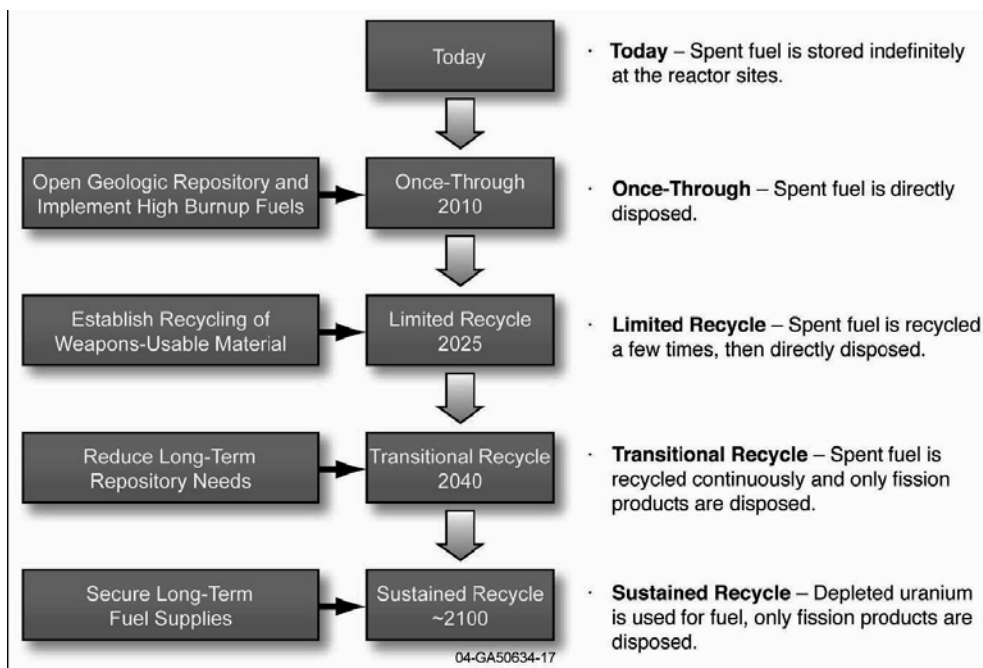 Today
· Today – Spent fuel is stored indefinitely
at the reactor sites.
Open Geologic Repository and
Implement High Burnup Fuels
Once-Through
2010
· Once-Through – Spent fuel is directly
disposed.
Establish Recycling of
Weapons-Usable Material
Limited Recycle
2025
· Limited Recycle – Spent fuel is recycled
a few times, then directly disposed.
Reduce Long-Term
Repository Needs
Transitional Recycle
2040
· Transitional Recycle – Spent fuel is
recycled continuously and only fission
products are disposed.
Secure Long-Term
Fuel Supplies
Sustained Recycle
~2100
· Sustained Recycle – Depleted uranium
is used for fuel, only fission products are
disposed.
04-GA50634-17